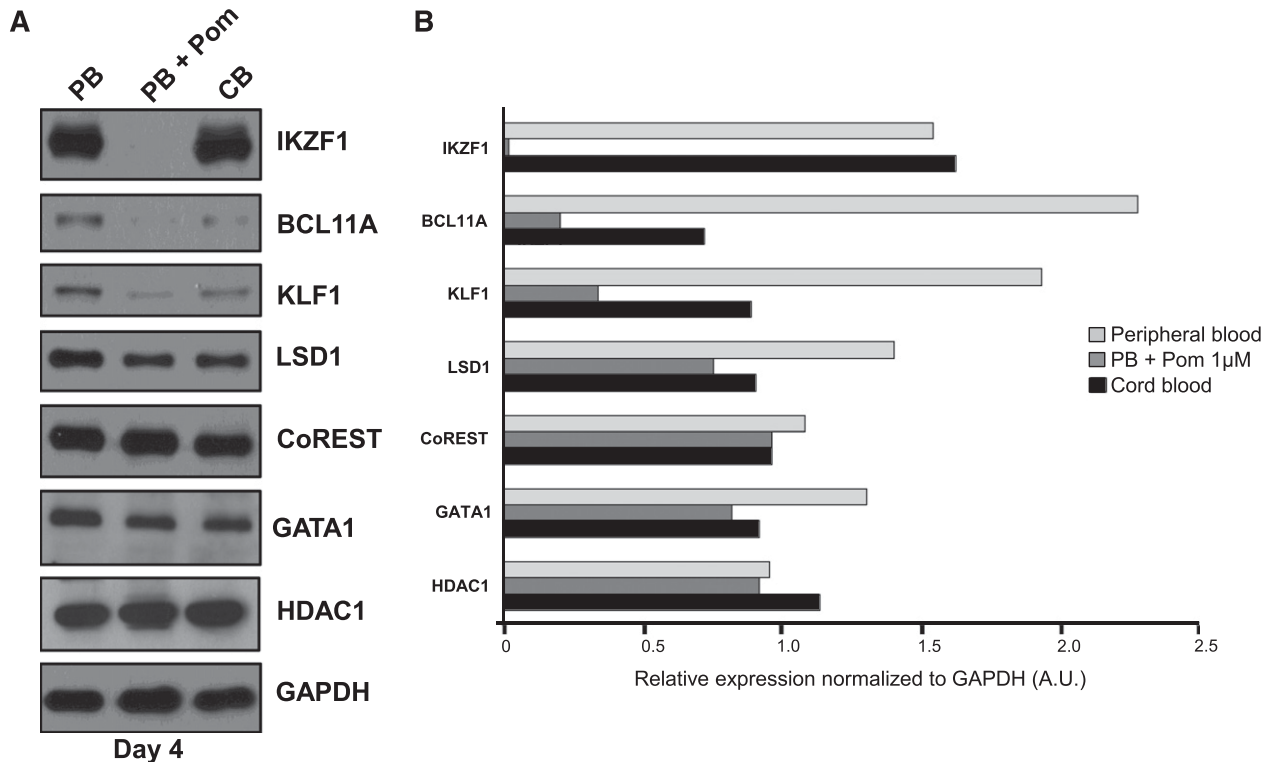 A
PB
PB + Pom
CB
IKZF1
BCL11A
KLF1
LSD1
CoREST
GATA1
HDAC1
GAPDH
Day 4
B
IKZF1
BCL11A
KLF1
LSD1
CoREST
GATA1
HDAC1
0 0.5 1.0 1.5 2.0 2.5
Relative expression normalized to GAPDH (A.U.)
Peripheral blood
PB + Pom 1µM
Cord blood